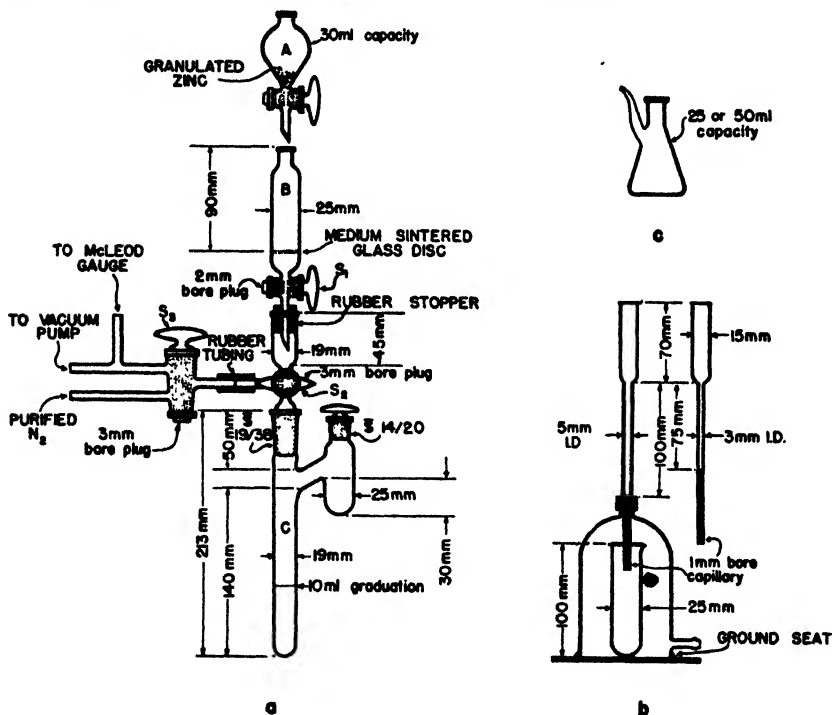 A
30ml capacity
GRANULATED
ZINC
B
90mm
25mm
MEDIUM SINTERED
GLASS DISC
2mm
bore plug
S₁
RUBBER STOPPER
TO McLEOD
GAUGE
S₃
TO VACUUM
PUMP
RUBBER
TUBING
19mm
45mm
3mm bore plug
S₂
PURIFIED
N₂
3mm
bore plug
50mm
19/38
14/20
25mm
213mm
140mm
C
19mm
30mm
10ml graduation
a
25 or 50ml
capacity
c
70mm
15mm
5mm
I.D
100mm
75mm
3mm I.D.
1mm bore
capillary
100mm
25mm
GROUND SEAT
b